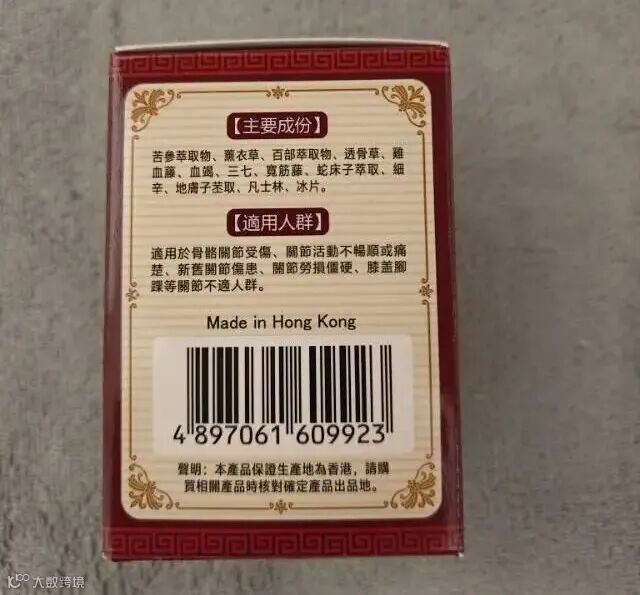 【主要成份】
苦參萃取物、薰衣草、百部萃取物、透骨草、雞
血藤、血竭、三七、寬筋藤、蛇床子萃取、細
辛、地膚子苤取、凡士林、冰片。
【適用人群】
適用於骨骼關節受傷、關節活動不暢順或痛
楚、新舊關節傷患、關節勞損僵硬、膝盖腳
踝等關節不適人群。
Made in Hong Kong
4 897061 609923
聲明：本產品保證生產地為香港，請購
買相關產品時核對確定產品出品地。
大数跨境